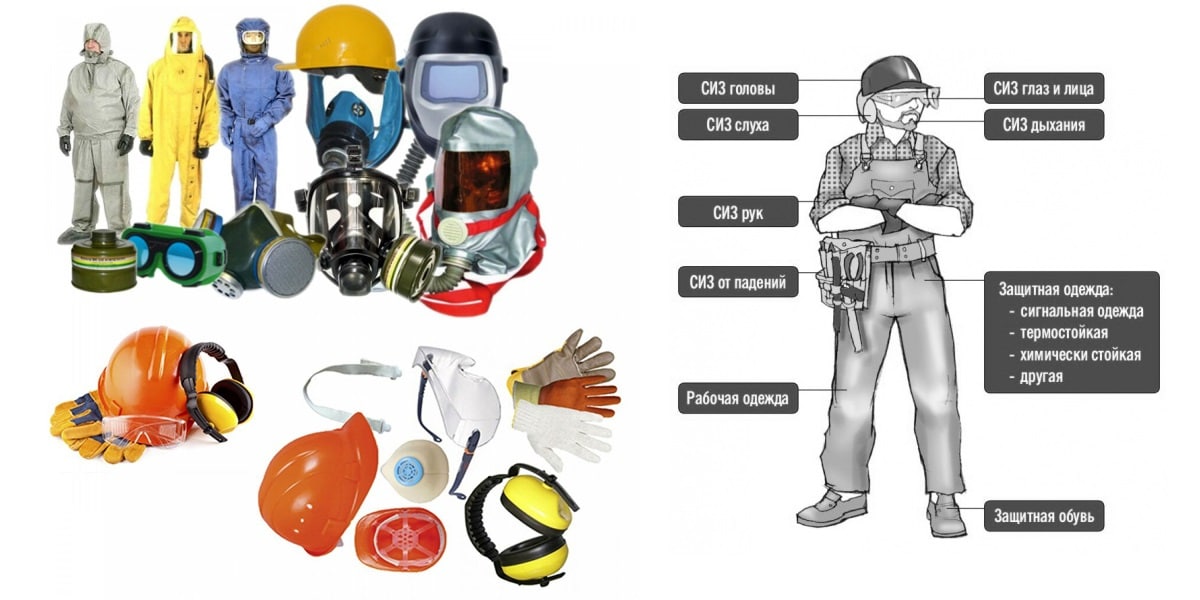 СИЗ головы
СИЗ слуха
СИЗ рук
СИЗ от падений
Рабочая одежда
СИЗ глаз и лица
СИЗ дыхания
Защитная одежда:
- сигнальная одежда
- термостойкая
- химически стойкая
- другая
Защитная обувь